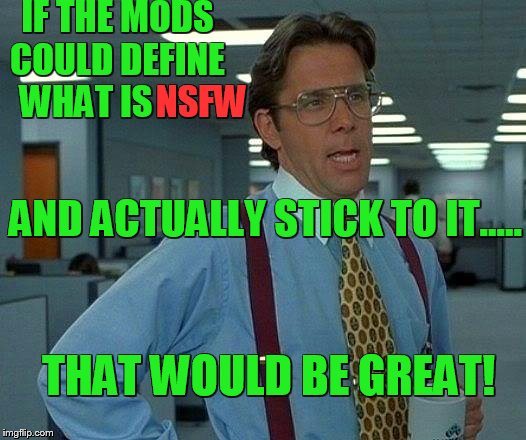 IF THE MODS
COULD DEFINE
WHAT IS NSFW
AND ACTUALLY STICK TO IT.....
THAT WOULD BE GREAT!
imgflip.com